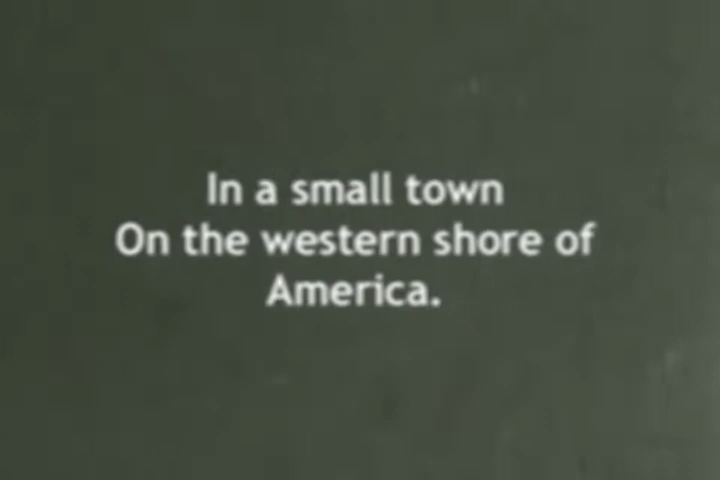 In a small town
On the western shore of
America.